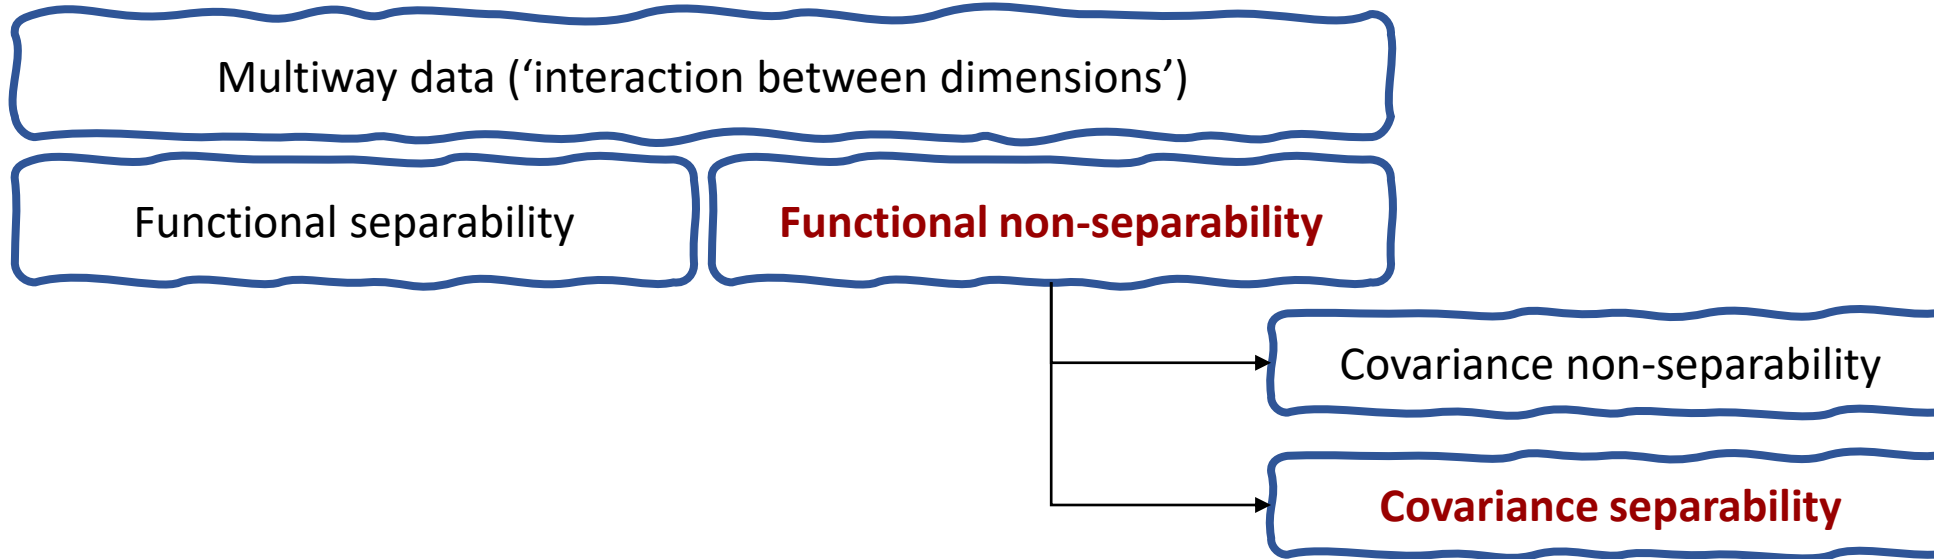 Multiway data (‘interaction between dimensions’)
Functional separability
Functional non-separability
Covariance non-separability
Covariance separability